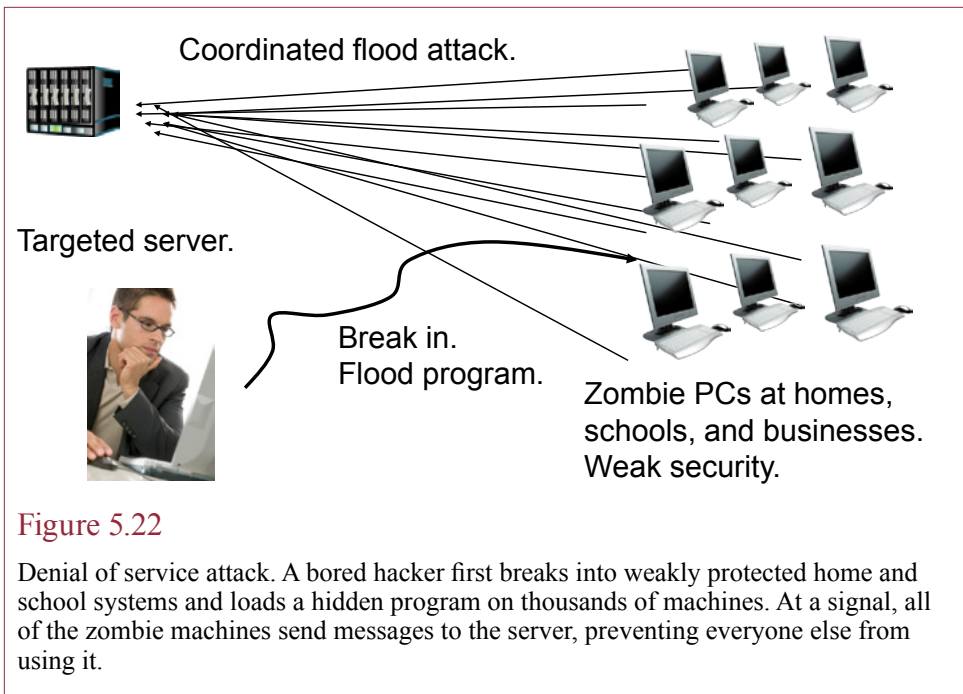 Coordinated flood attack.
Targeted server.
Break in.
Flood program.
Zombie PCs at homes,
schools, and businesses.
Weak security.
Figure 5.22
Denial of service attack. A bored hacker first breaks into weakly protected home and
school systems and loads a hidden program on thousands of machines. At a signal, all
of the zombie machines send messages to the server, preventing everyone else from
using it.